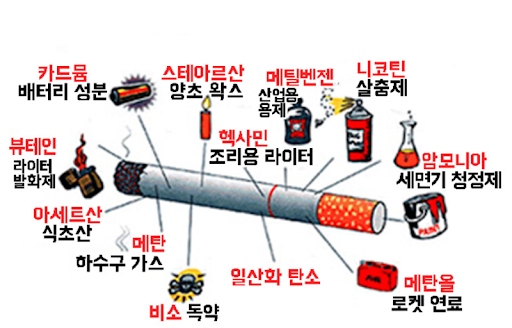 카드뮴
배터리 성분
스테아르산
양초 왁스
메틸벤젠
산업용
용제
니코틴
살충제
뷰테인
라이터
발화제
헥사민
조리용 라이터
암모니아
세면기 청정제
아세트산
식초산
메탄
하수구 가스
비소 독약
일산화 탄소
메탄올
로켓 연료
PAINT